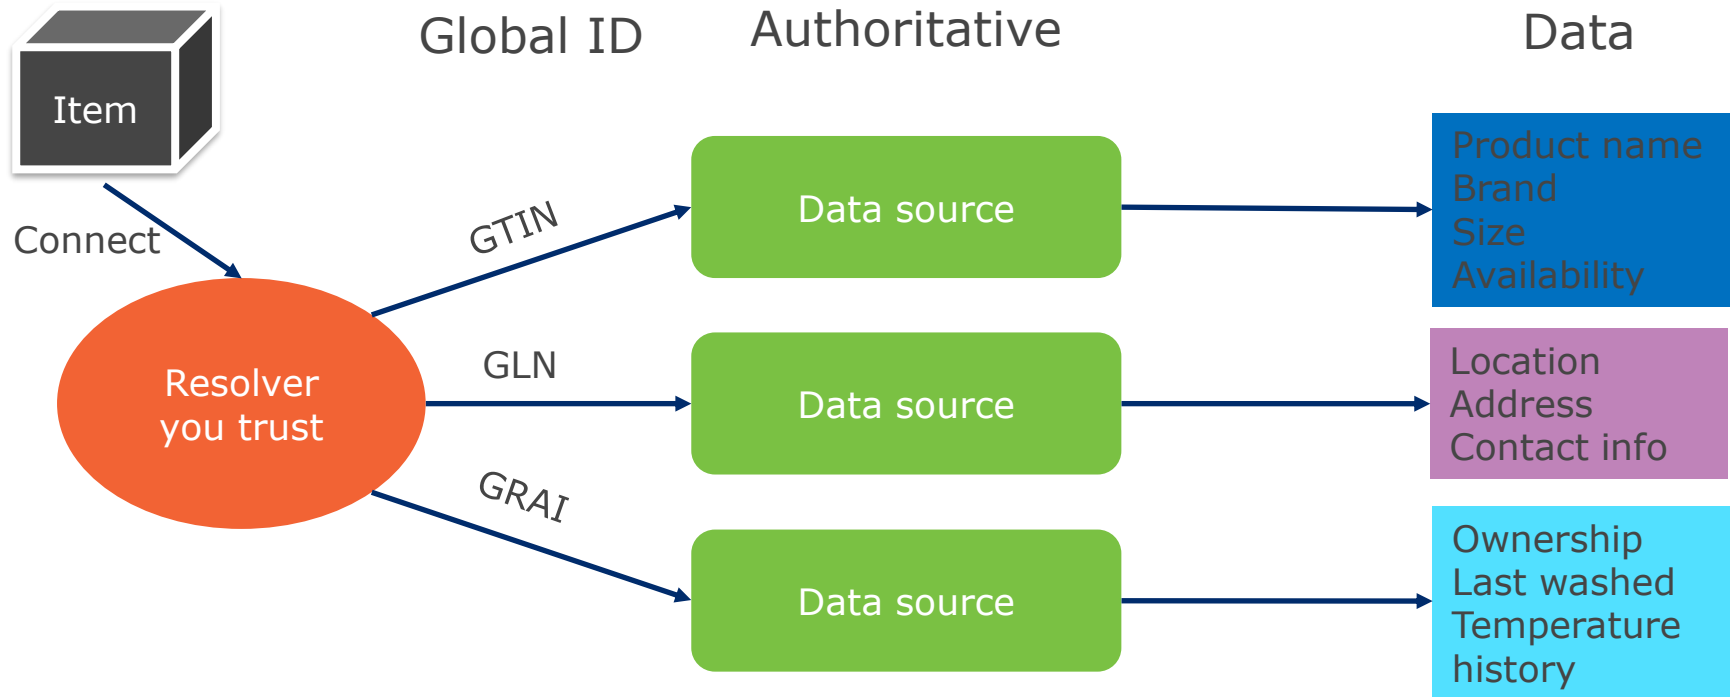 Global ID
Authoritative
Data
Item
Connect
Resolver
you trust
GTIN
Data source
Product name
Brand
Size
Availability
GLN
Data source
Location
Address
Contact info
GRAI
Data source
Ownership
Last washed
Temperature
history